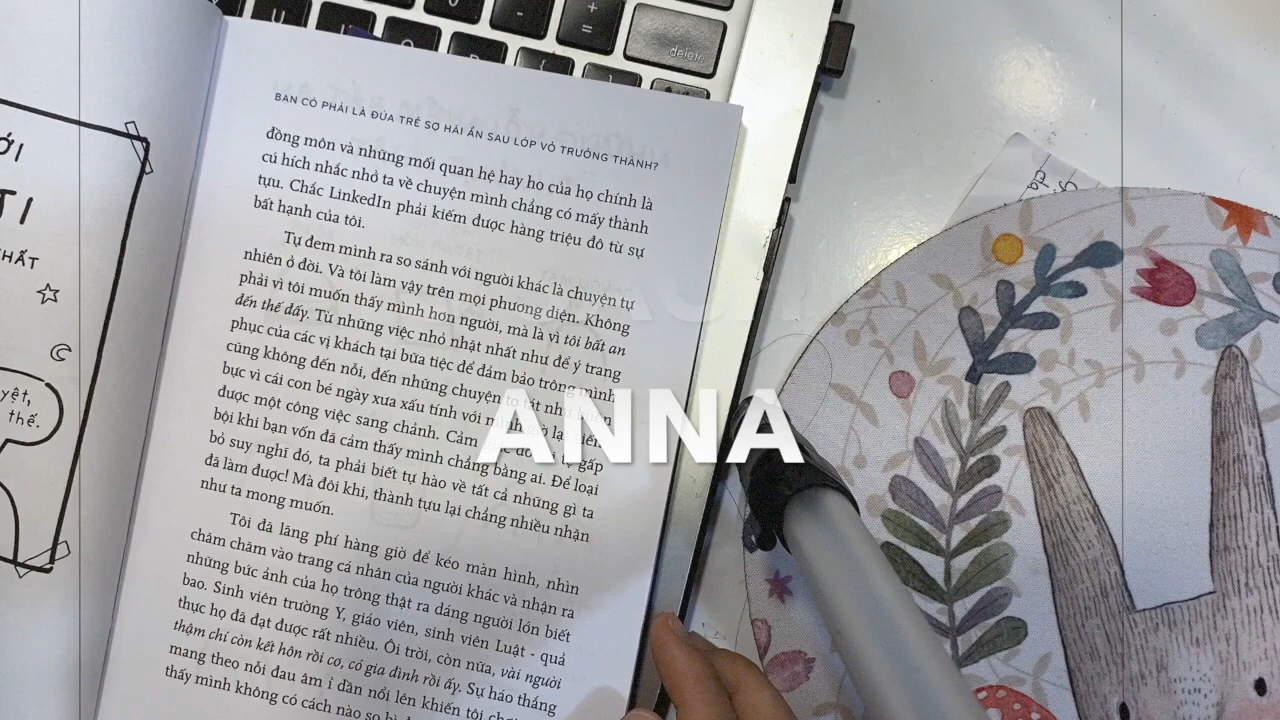 ỚI
TI
CHẤT
yệt,
thế.
- +
=
delete
BẠN CÓ PHẢI LÀ ĐỨA TRẺ SỢ HÃI ẨN SAU LỚP VỎ TRƯỞNG THÀNH?
đồng môn và những mối quan hệ hay ho của họ chính là
cú hích nhắc nhỏ ta về chuyện mình chẳng có mấy thành
tựu. Chắc LinkedIn phải kiếm được hàng triệu đô từ sự
bất hạnh của tôi.
Tự đem mình ra so sánh với người khác là chuyện tự
nhiên ở đời. Và tôi làm vậy trên mọi phương diện. Không
phải vì tôi muốn thấy mình hơn người, mà là vì tôi bất an
đến thế đấy. Từ những việc nhỏ nhặt nhất như để ý trang
phục của các vị khách tại bữa tiệc để đảm bảo trông mình
cũng không đến nỗi, đến những chuyện to tát như
bực vì cái con bé ngày xưa xấu tính với mình
được một công việc sang chảnh. Cảm gấp
bội khi bạn vốn đã cảm thấy mình chẳng bằng ai. Để loại
bỏ suy nghĩ đó, ta phải biết tự hào về tất cả những gì ta
đã làm được! Mà đôi khi, thành tựu lại chẳng nhiều nhặn
như ta mong muốn.
Tôi đã lãng phí hàng giờ để kéo màn hình, nhìn
chăm chăm vào trang cá nhân của người khác và nhận ra
những bức ảnh của họ trông thật ra dáng người lớn biết
bao. Sinh viên trường Y, giáo viên, sinh viên Luật - quả
thực họ đã đạt được rất nhiều. Ôi trời, còn nữa, vài người
thậm chí còn kết hôn rồi cơ, có gia đình rồi ấy. Sự háo thắng
mang theo nỗi đau âm ỉ dần nổi lên khiến tôi
thấy mình không có cách nào so
ANNA